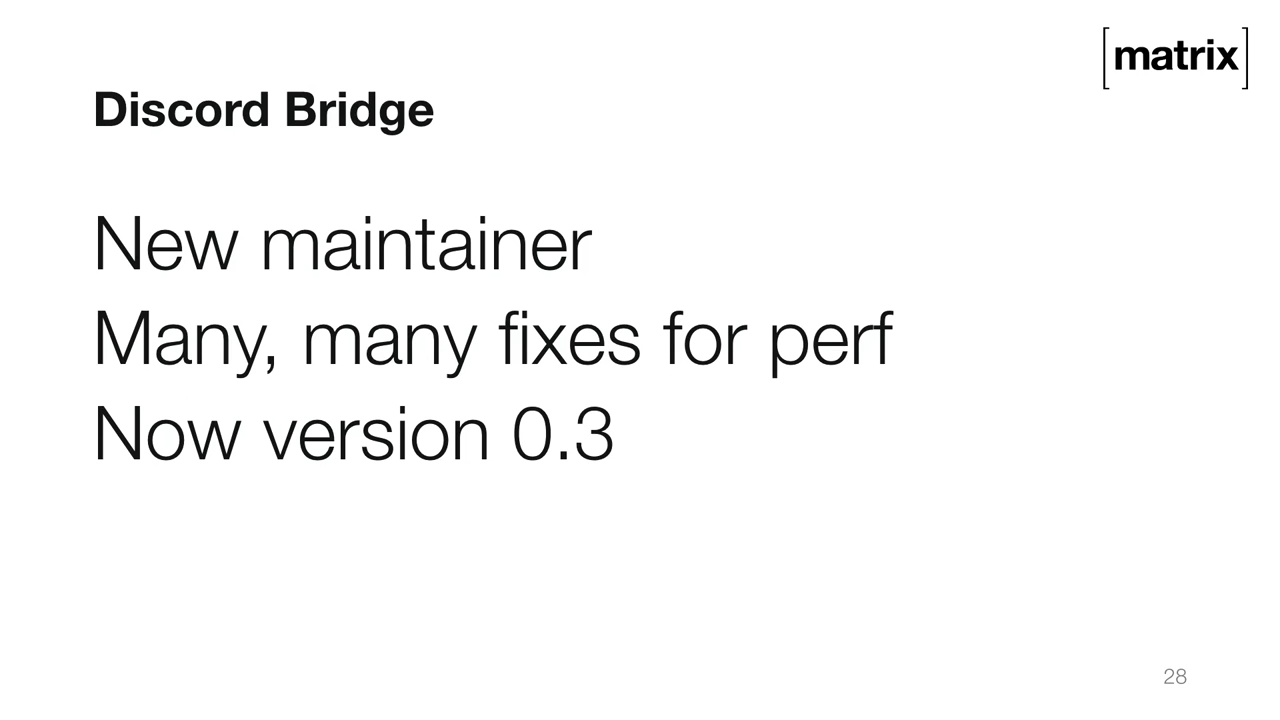 [matrix]
Discord Bridge
New maintainer
Many, many fixes for perf
Now version 0.3
28